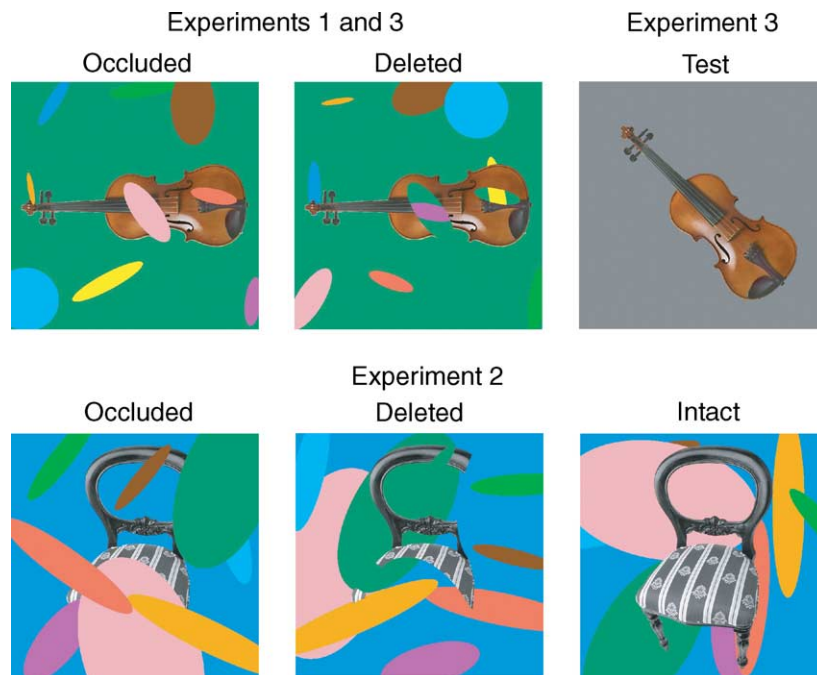 Experiments 1 and 3
Experiment 3
Occluded
Deleted
Test
Experiment 2
Occluded
Deleted
Intact